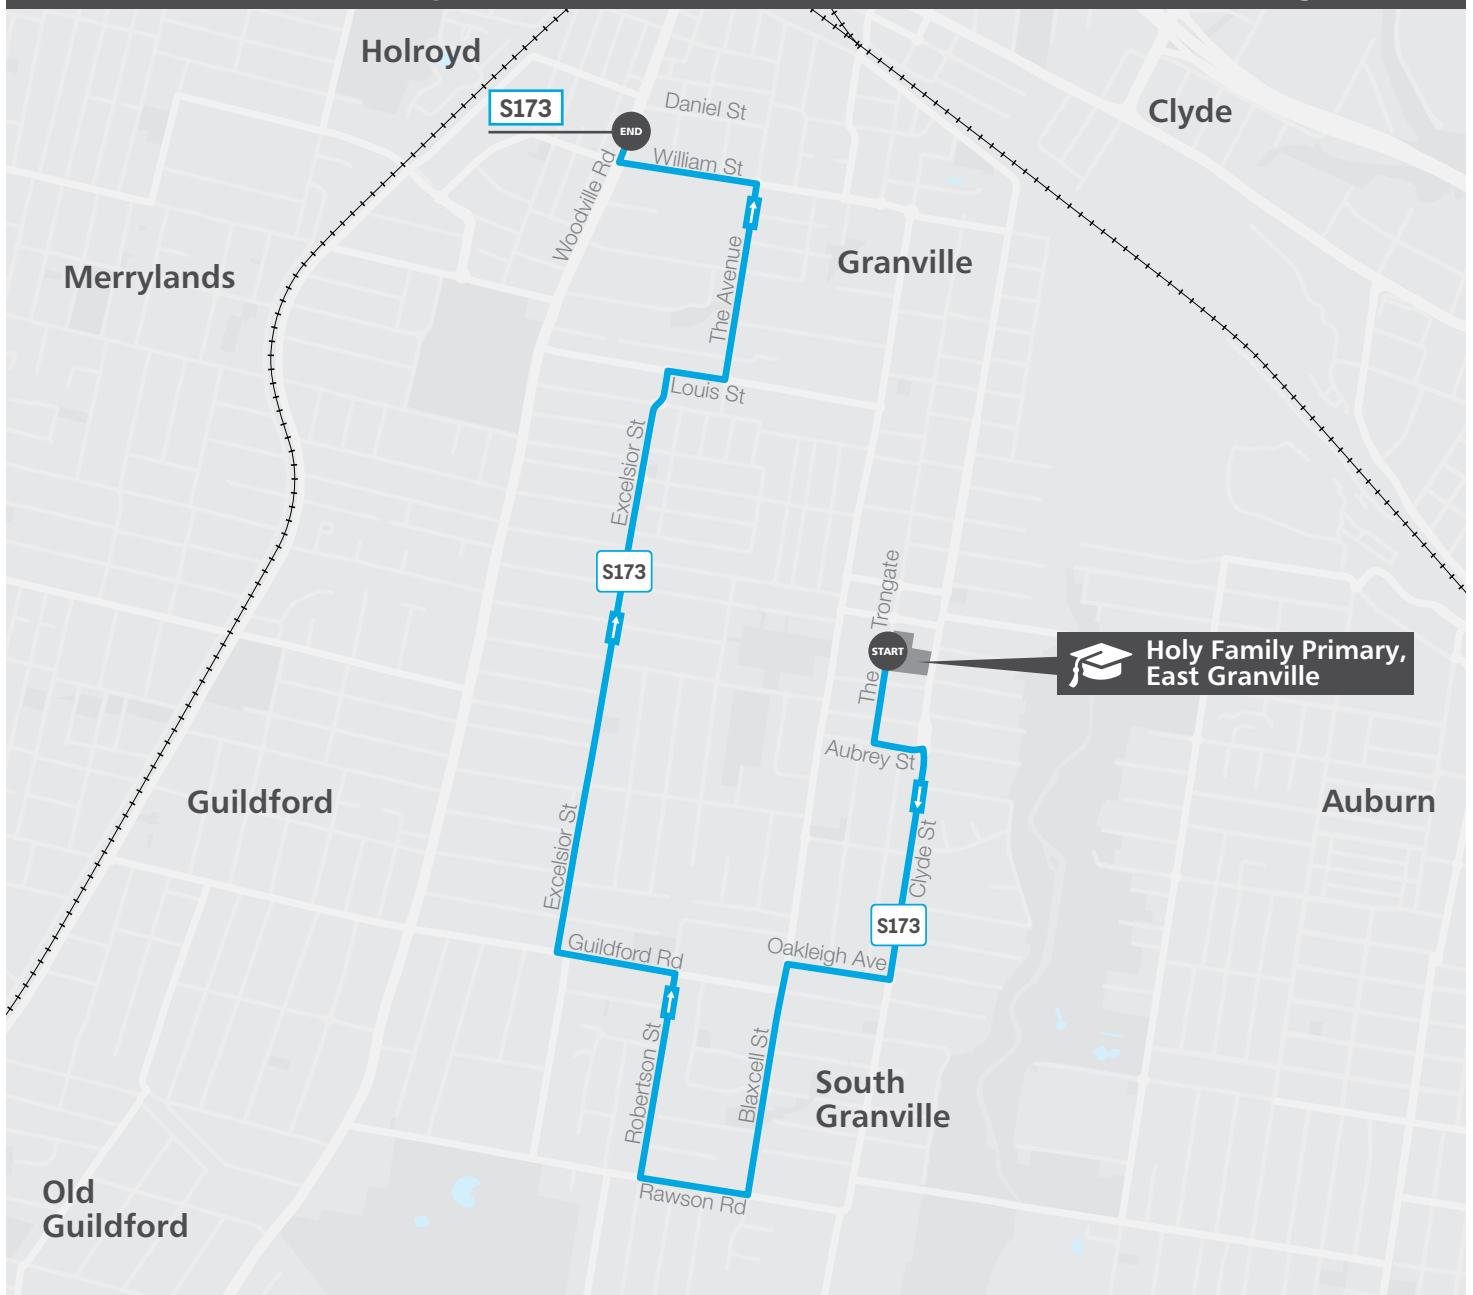 Holroyd
S173
END
Daniel St
William St
Woodville Rd
Clyde
Merrylands
The Avenue
Granville
Louis St
Excelsior St
S173
The Trongate
START
Holy Family Primary,
East Granville
Aubrey St
Guildford
Auburn
Excelsior St
Clyde St
S173
Guildford Rd
Oakleigh Ave
Robertson St
Blaxcell St
South
Granville
Rawson Rd
Old
Guildford